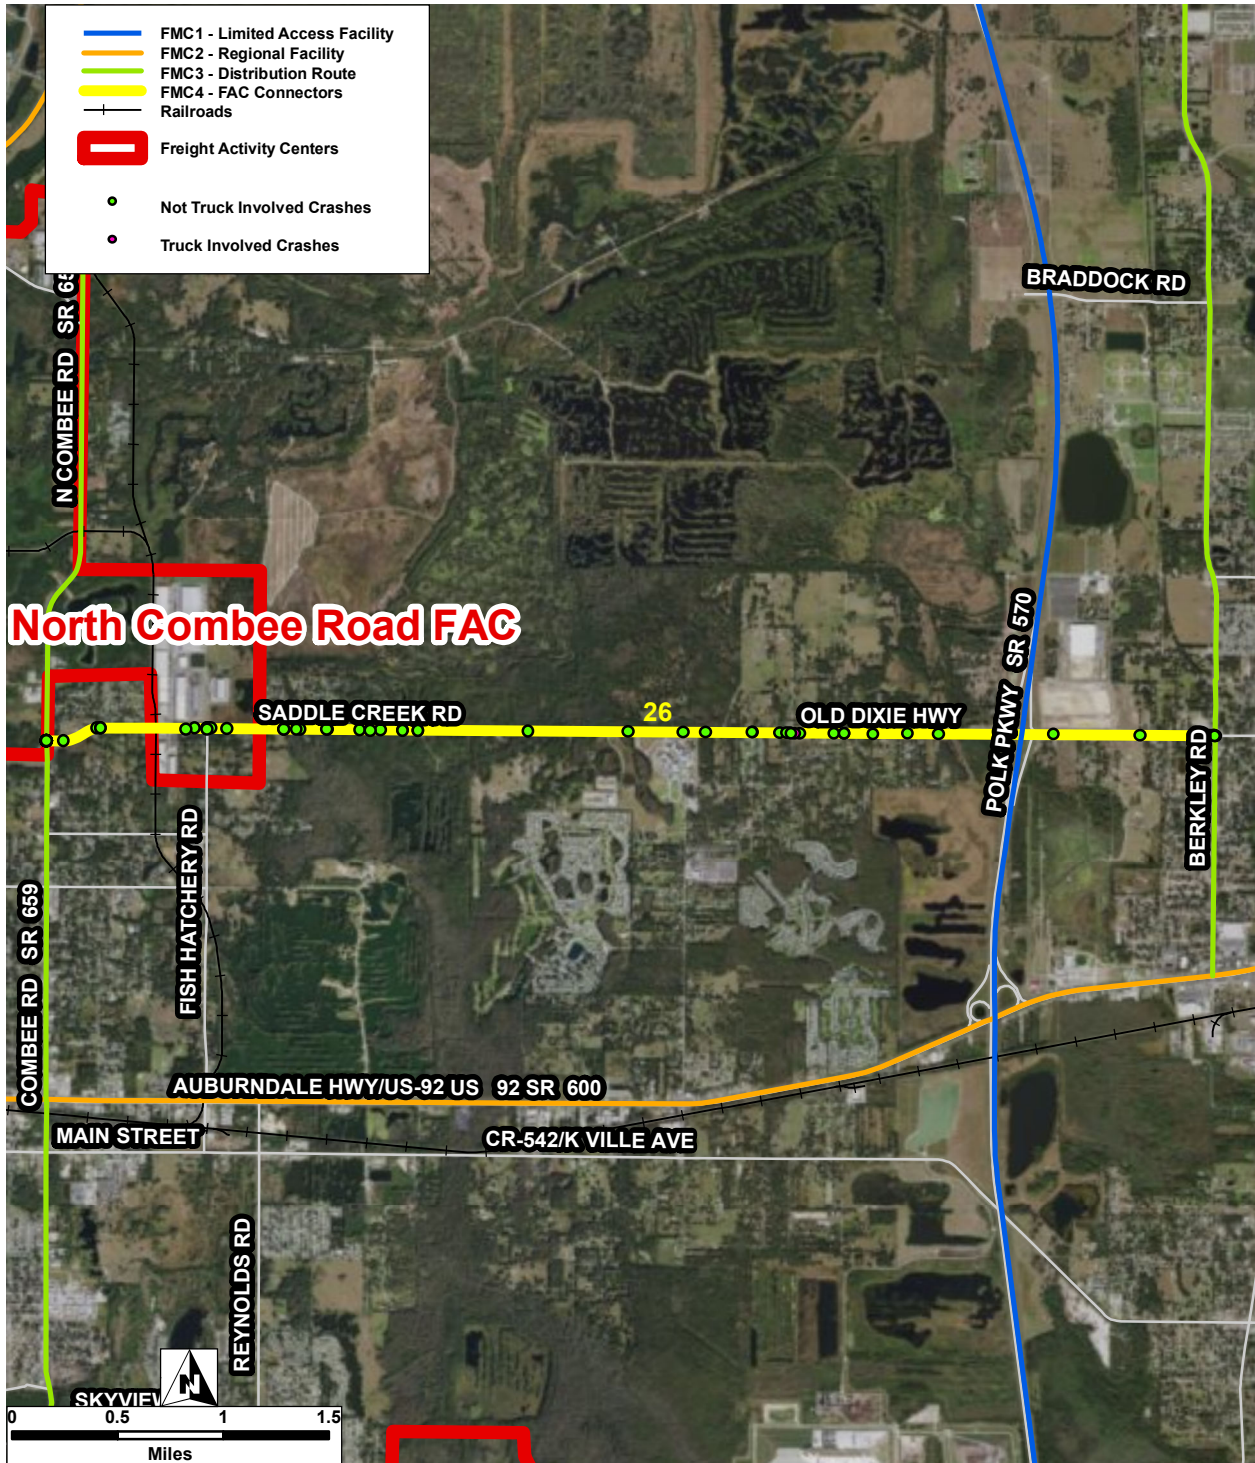 FMC1 - Limited Access Facility
FMC2 - Regional Facility
FMC3 - Distribution Route
FMC4 - FAC Connectors
Railroads
Freight Activity Centers
Not Truck Involved Crashes
Truck Involved Crashes
BRADDOCK RD
N COMBEE RD SR 65
North Combee Road FAC
POLK PKWY SR 570
SADDLE CREEK RD
26
OLD DIXIE HWY
BERKLEY RD
FISH HATCHERY RD
COMBEE RD SR 659
AUBURNDALE HWY/US-92 US 92 SR 600
MAIN STREET
CR-542/K VILLE AVE
REYNOLDS RD
SKYVIEW
N
0 0.5 1 1.5
Miles